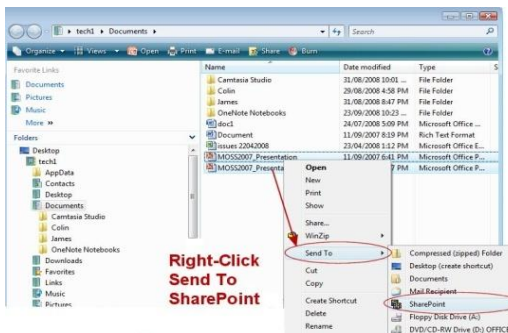 tech1 ▸ Documents ▸
Search
Organize Views Open Print E-mail Share Burn
Favorite Links
Documents
Pictures
Music
More »
Folders
Desktop
tech1
AppData
Contacts
Desktop
Documents
Camtasia Studio
Colin
James
OneNote Notebooks
Downloads
Favorites
Links
Music
Pictures
Name Date modified Type S
Camtasia Studio 31/08/2008 10:01 ... File Folder
Colin 29/08/2008 4:58 PM File Folder
James 31/08/2008 8:47 PM File Folder
OneNote Notebooks 23/09/2008 10:23 ... File Folder
doc1 24/07/2008 5:09 PM Microsoft Office ...
Document 11/09/2007 8:19 PM Rich Text Format
issues 22042008 23/04/2008 1:12 PM Microsoft Office E...
MOSS2007_Presentation 11/09/2007 6:41 PM Microsoft Office P...
MOSS2007_Presenta 7 PM Microsoft Office P...
Open
New
Print
Show
Share...
WinZip
Send To
Cut
Copy
Create Shortcut
Delete
Rename
Compressed (zipped) Folder
Desktop (create shortcut)
Documents
Mail Recipient
SharePoint
Floppy Disk Drive (A:)
DVD/CD-RW Drive (D:) OFFIC
Right-Click
Send To
SharePoint